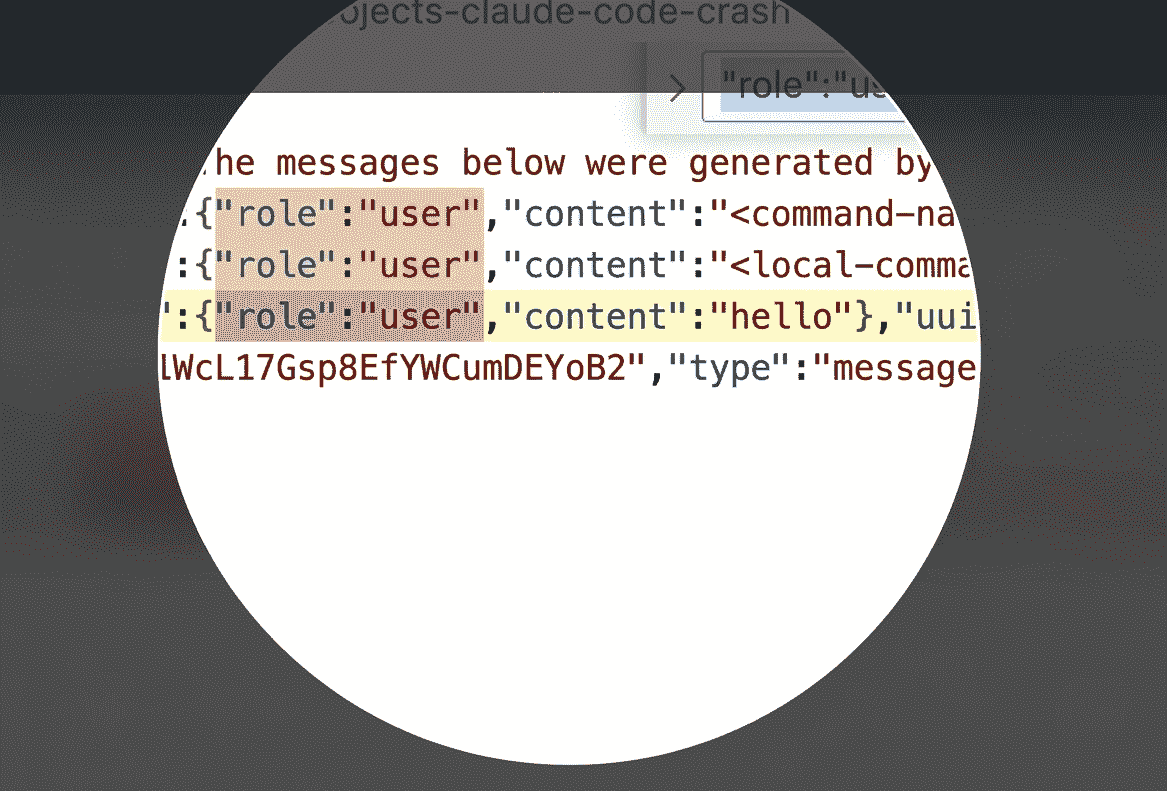 ojects-claude-code-crash
"role":"us
he messages below were generated by
:{"role":"user","content":"<command-na
:{"role":"user","content":"<local-comma
":{"role":"user","content":"hello"},"uui
lWcL17Gsp8EfYWCumDEYoB2","type":"message